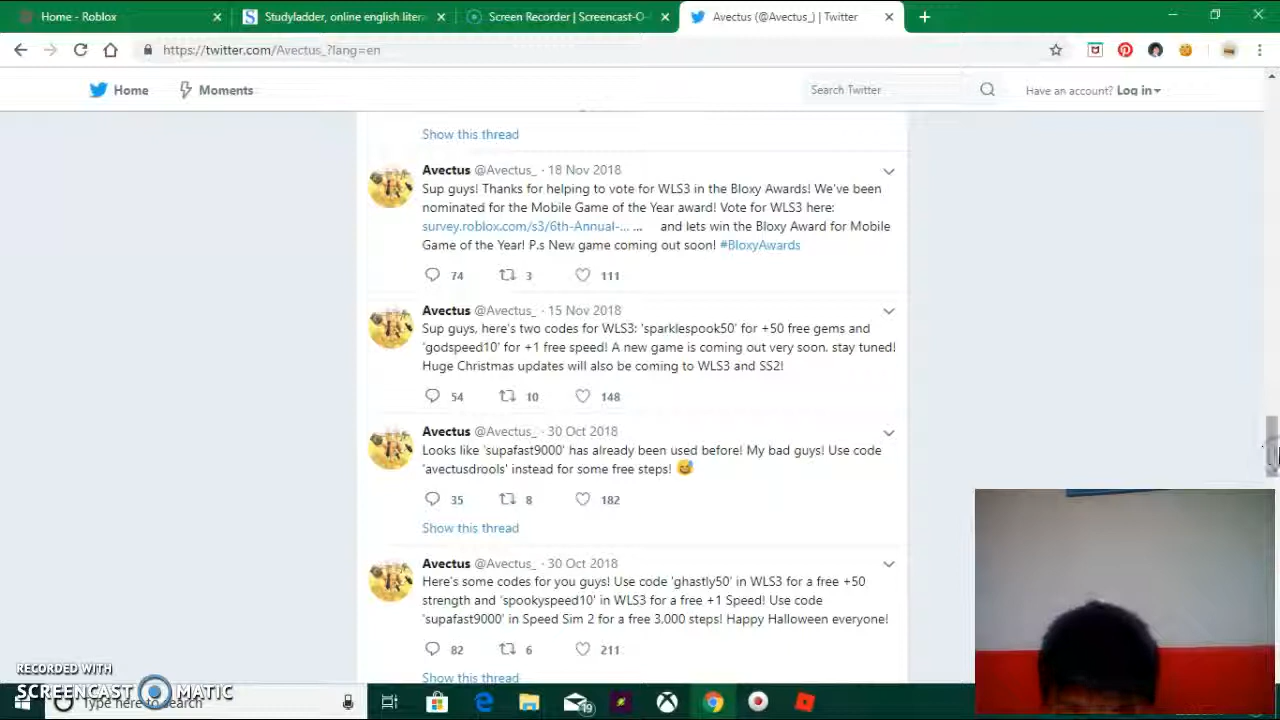 Home - Roblox
Studyladder, online english liter
Screen Recorder | Screencast-O-
Avectus (@Avectus_) | Twitter
https://twitter.com/Avectus_?lang=en
Home
Moments
Search Twitter
Have an account? Log in
Show this thread
Avectus @Avectus_ · 18 Nov 2018
Sup guys! Thanks for helping to vote for WLS3 in the Bloxy Awards! We've been
nominated for the Mobile Game of the Year award! Vote for WLS3 here:
survey.roblox.com/s3/6th-Annual-... … and lets win the Bloxy Award for Mobile
Game of the Year! P.s New game coming out soon! #BloxyAwards
74 3 111
Avectus @Avectus_ · 15 Nov 2018
Sup guys, here's two codes for WLS3: 'sparklespook50' for +50 free gems and
'godspeed10' for +1 free speed! A new game is coming out very soon. stay tuned!
Huge Christmas updates will also be coming to WLS3 and SS2!
54 10 148
Avectus @Avectus_ · 30 Oct 2018
Looks like 'supafast9000' has already been used before! My bad guys! Use code
'avectusdrools' instead for some free steps!
35 8 182
Show this thread
Avectus @Avectus_ · 30 Oct 2018
Here's some codes for you guys! Use code 'ghastly50' in WLS3 for a free +50
strength and 'spookyspeed10' in WLS3 for a free +1 Speed! Use code
'supafast9000' in Speed Sim 2 for a free 3,000 steps! Happy Halloween everyone!
82 6 211
Show this thread
RECORDED WITH
SCREENCAST MATIC
Type here to search
19